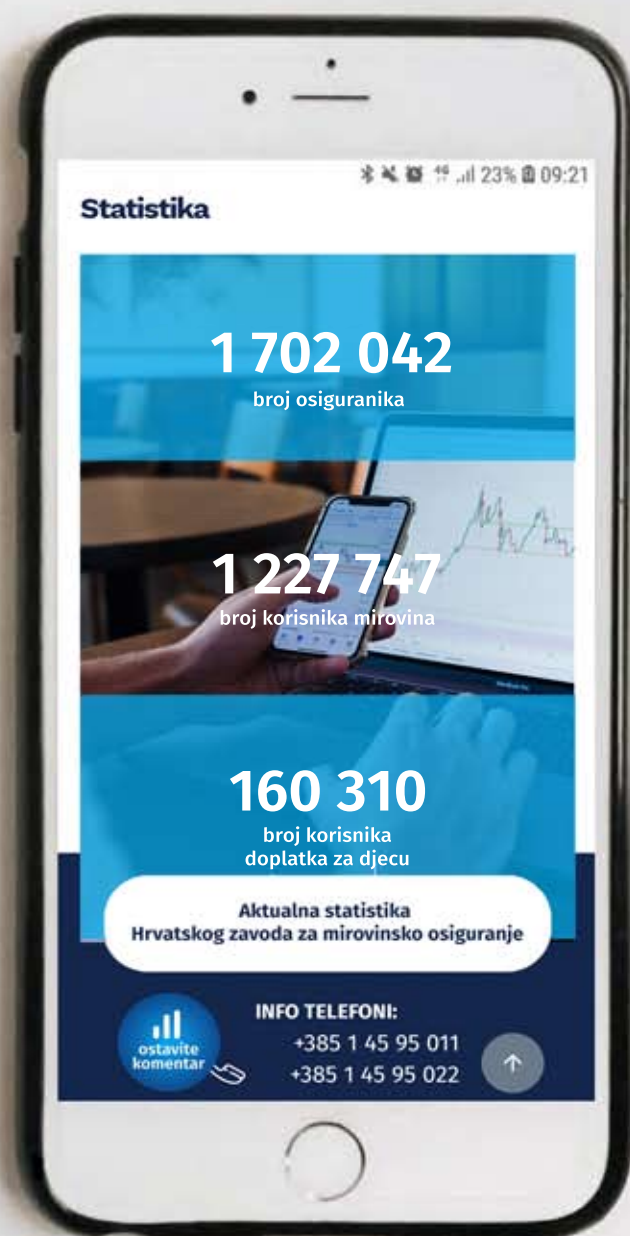 23% 09:21
Statistika
1 702 042
broj osiguranika
1 227 747
broj korisnika mirovina
160 310
broj korisnika
doplatka za djecu
Aktualna statistika
Hrvatskog zavoda za mirovinsko osiguranje
ostavite
komentar
INFO TELEFONI:
+385 1 45 95 011
+385 1 45 95 022